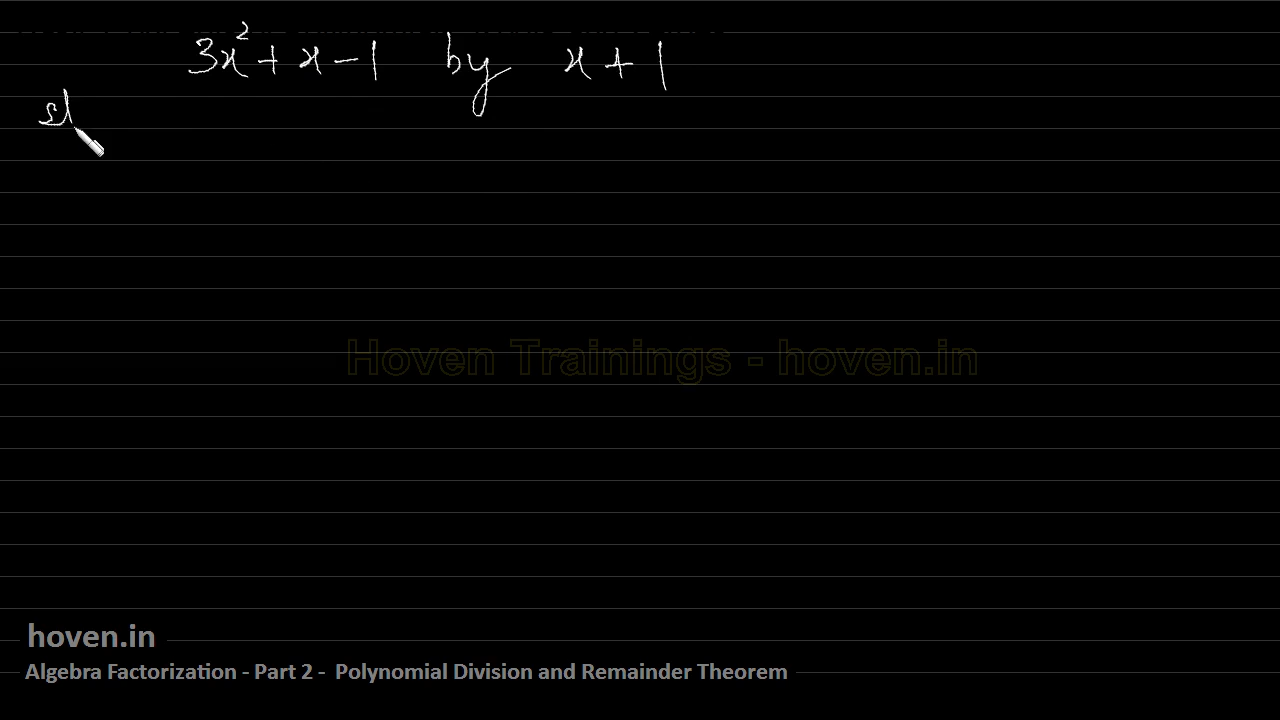 3x² + x - 1 by x + 1
Hoven Trainings - hoven.in
hoven.in
Algebra Factorization - Part 2 - Polynomial Division and Remainder Theorem